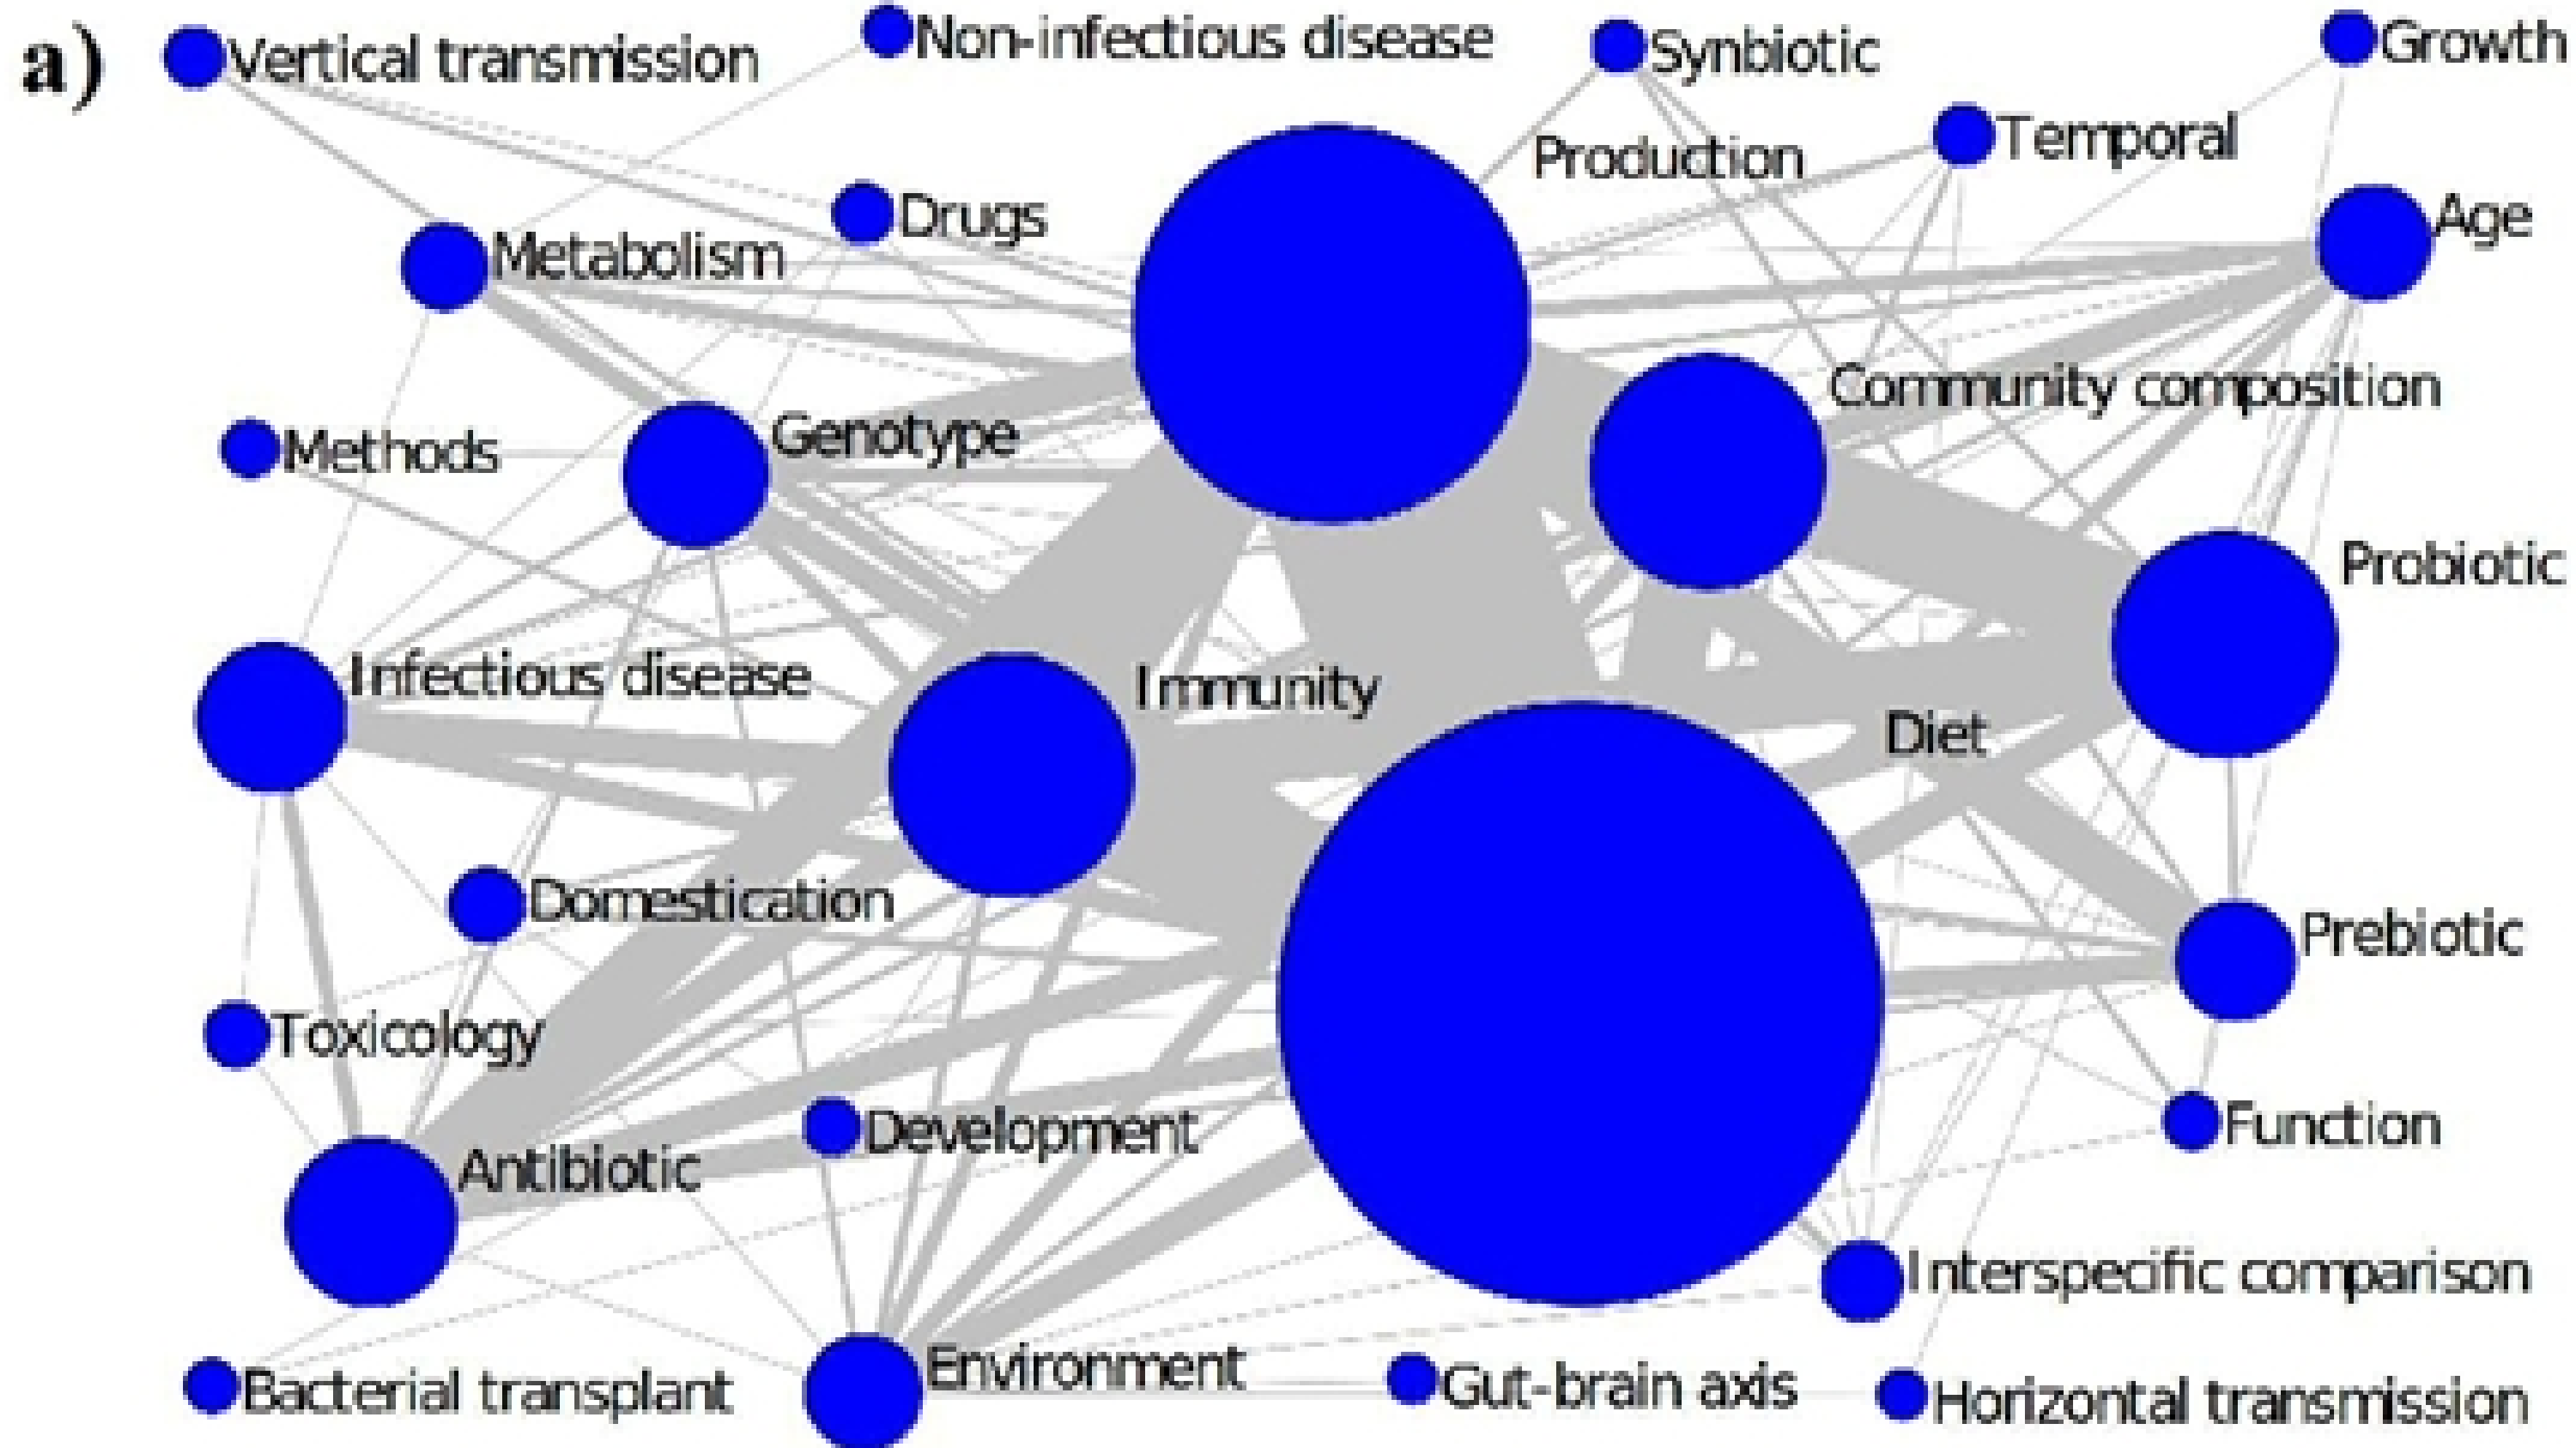 a)
Vertical transmission
Non-infectious disease
Synbiotic
Growth
Production
Temporal
Drugs
Age
Metabolism
Community composition
Methods
Genotype
Probiotic
Infectious disease
Immunity
Diet
Domestication
Prebiotic
Toxicology
Development
Function
Antibiotic
Interspecific comparison
Environment
Bacterial transplant
Gut-brain axis
Horizontal transmission